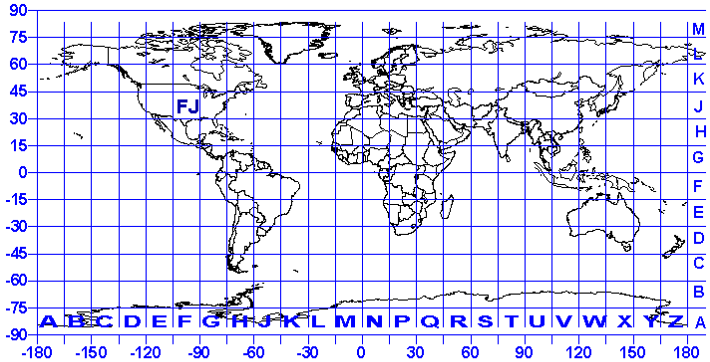 90
75 M
60 L
45 K
FJ J
30
15 H
G
0
F
-15
E
-30 D
-45
C
-60
B
-75
A B C D E F G H J K L M N P Q R S T U V W X Y Z A
-90
-180 -150 -120 -90 -60 -30 0 30 60 90 120 150 180